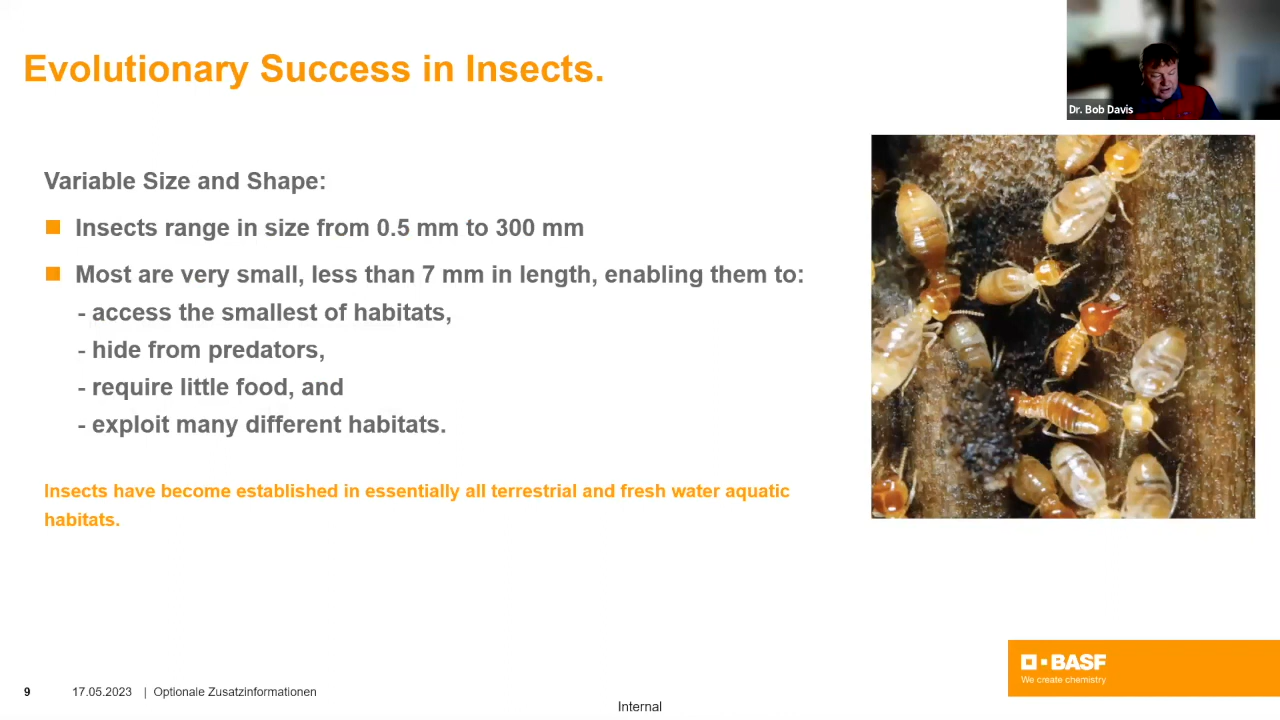 Evolutionary Success in Insects.
Dr. Bob Davis
Variable Size and Shape:
Insects range in size from 0.5 mm to 300 mm
Most are very small, less than 7 mm in length, enabling them to:
- access the smallest of habitats,
- hide from predators,
- require little food, and
- exploit many different habitats.
Insects have become established in essentially all terrestrial and fresh water aquatic
habitats.
BASF
We create chemistry
9 17.05.2023 | Optionale Zusatzinformationen
Internal